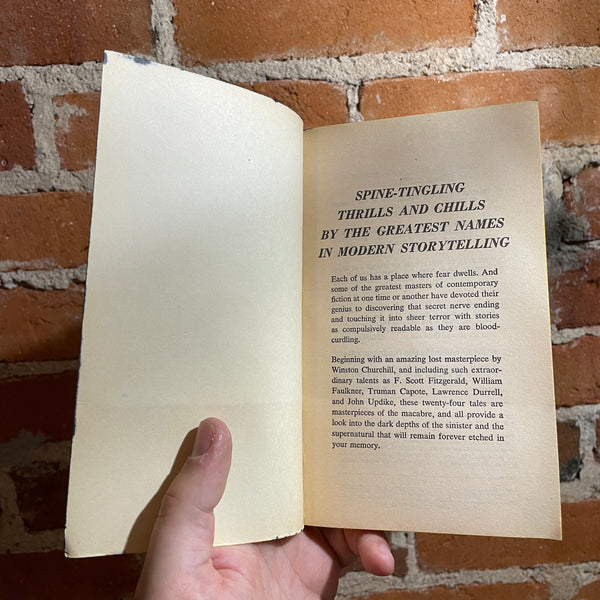 SPINE-TINGLING
THRILLS AND CHILLS
BY THE GREATEST NAMES
IN MODERN STORYTELLING
Each of us has a place where fear dwells. And
some of the greatest masters of contemporary
fiction at one time or another have devoted their
genius to discovering that secret nerve ending
and touching it into sheer terror with stories
as compulsively readable as they are blood-
curdling.
Beginning with an amazing lost masterpiece by
Winston Churchill, and including such extraor-
dinary talents as F. Scott Fitzgerald, William
Faulkner, Truman Capote, Lawrence Durrell,
and John Updike, these twenty-four tales are
masterpieces of the macabre, and all provide a
look into the dark depths of the sinister and the
supernatural that will remain forever etched in
your memory.